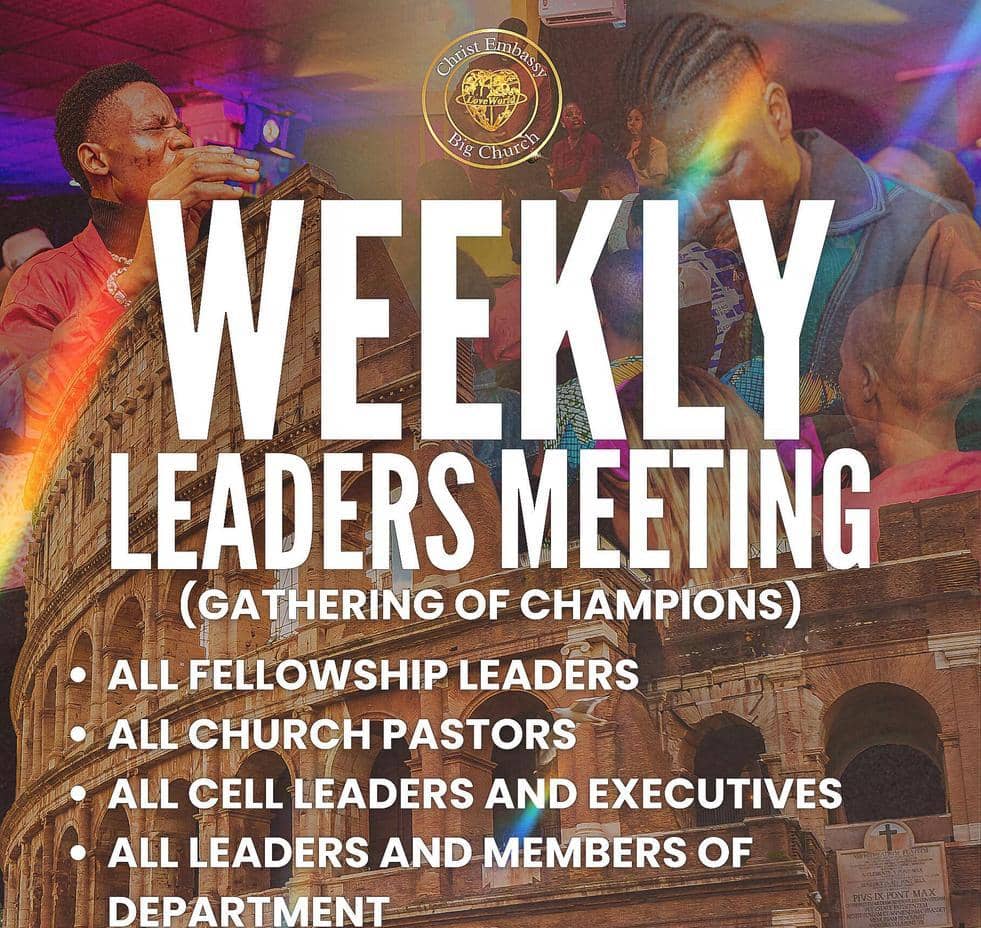 Christ Embassy
LoveWorld
Big Church
WEEKLY
LEADERS MEETING
(GATHERING OF CHAMPIONS)
• ALL FELLOWSHIP LEADERS
• ALL CHURCH PASTORS
• ALL CELL LEADERS AND EXECUTIVES
• ALL LEADERS AND MEMBERS OF
DEPARTMENT
PIVS·IX·PONT·MAX